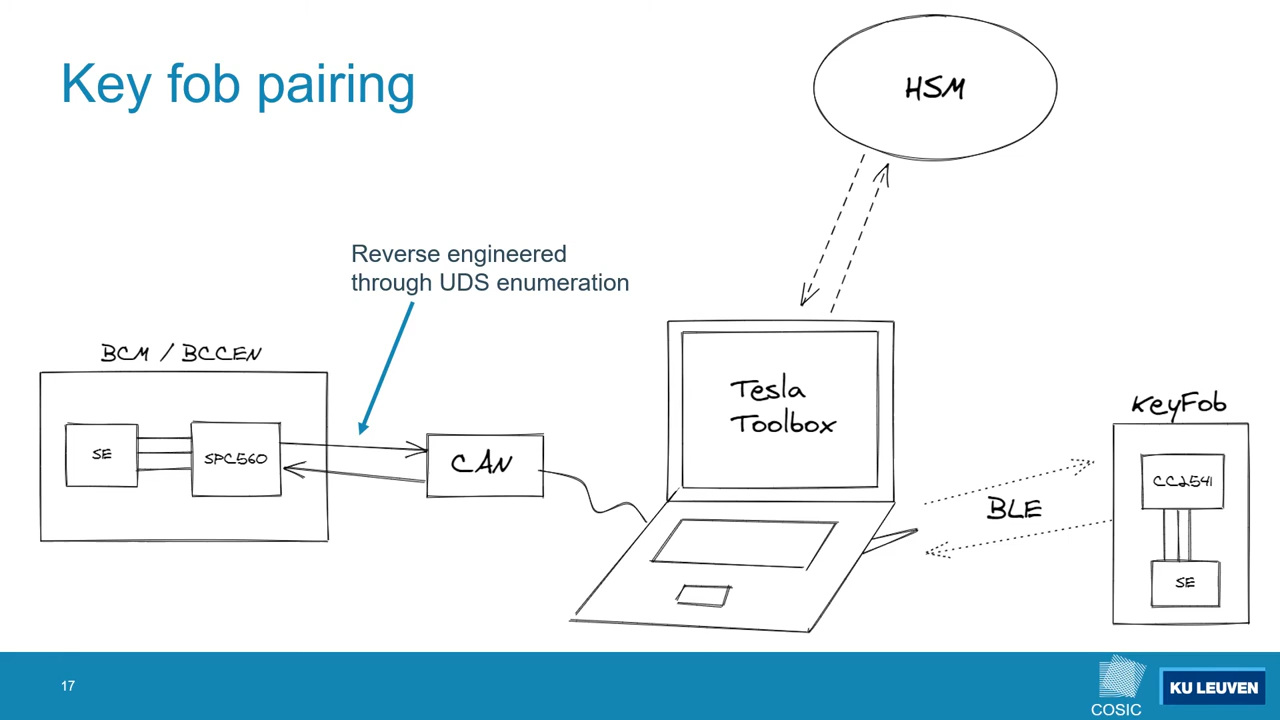 Key fob pairing
HSM
Reverse engineered
through UDS enumeration
BCM / BCCEN
SE
SPC560
CAN
Tesla
Toolbox
BLE
KeyFob
CC2541
SE
17
COSIC
KU LEUVEN